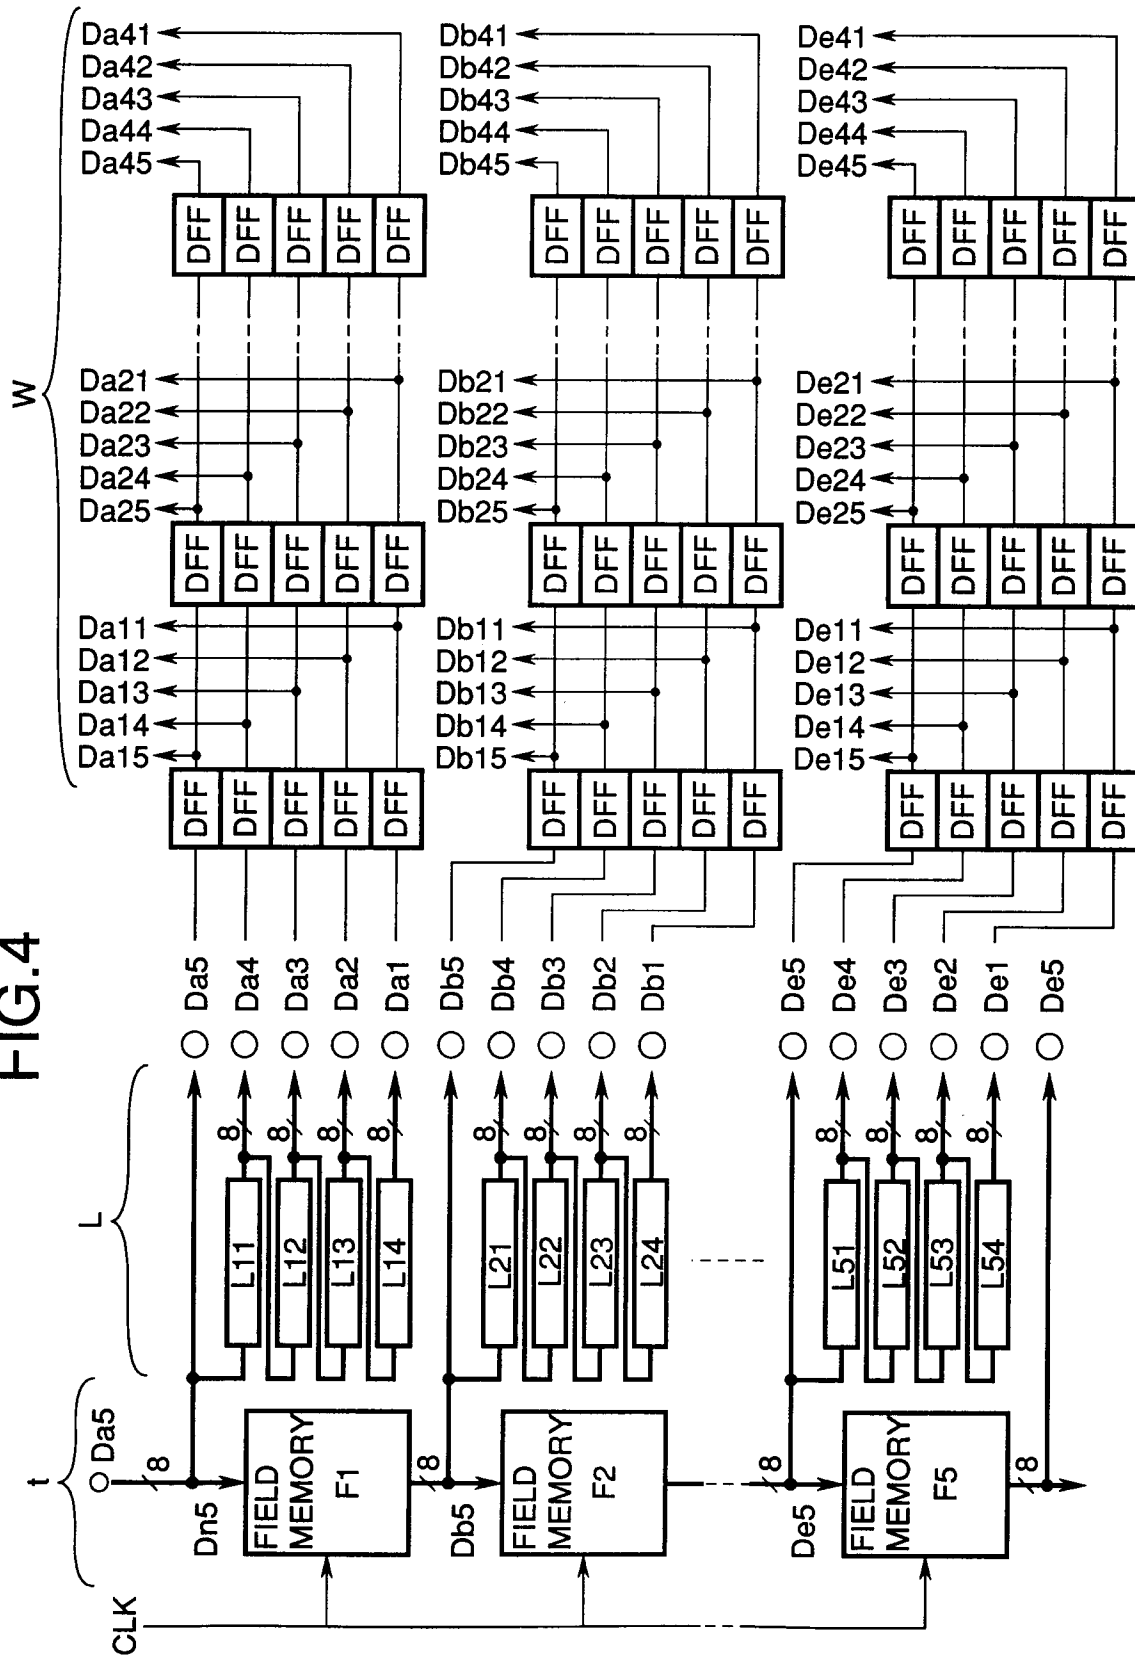 FIG.4
W
Da41
Da42
Da43
Da44
Da45
DFF DFF DFF DFF DFF
Da21
Da22
Da23
Da24
Da25
DFF DFF DFF DFF DFF
Da11
Da12
Da13
Da14
Da15
DFF DFF DFF DFF DFF
Db41
Db42
Db43
Db44
Db45
DFF DFF DFF DFF DFF
Db21
Db22
Db23
Db24
Db25
DFF DFF DFF DFF DFF
Db11
Db12
Db13
Db14
Db15
DFF DFF DFF DFF DFF
De41
De42
De43
De44
De45
DFF DFF DFF DFF DFF
De21
De22
De23
De24
De25
DFF DFF DFF DFF DFF
De11
De12
De13
De14
De15
DFF DFF DFF DFF DFF
Da5
Da4
Da3
Da2
Da1
Db5
Db4
Db3
Db2
Db1
De5
De4
De3
De2
De1
De5
L
8
8
8
8
L11
L12
L13
L14
8
8
8
8
L21
L22
L23
L24
8
8
8
8
L51
L52
L53
L54
t
Da5
8
Dn5
FIELD
MEMORY
F1
8
Db5
FIELD
MEMORY
F2
8
De5
FIELD
MEMORY
F5
8
CLK